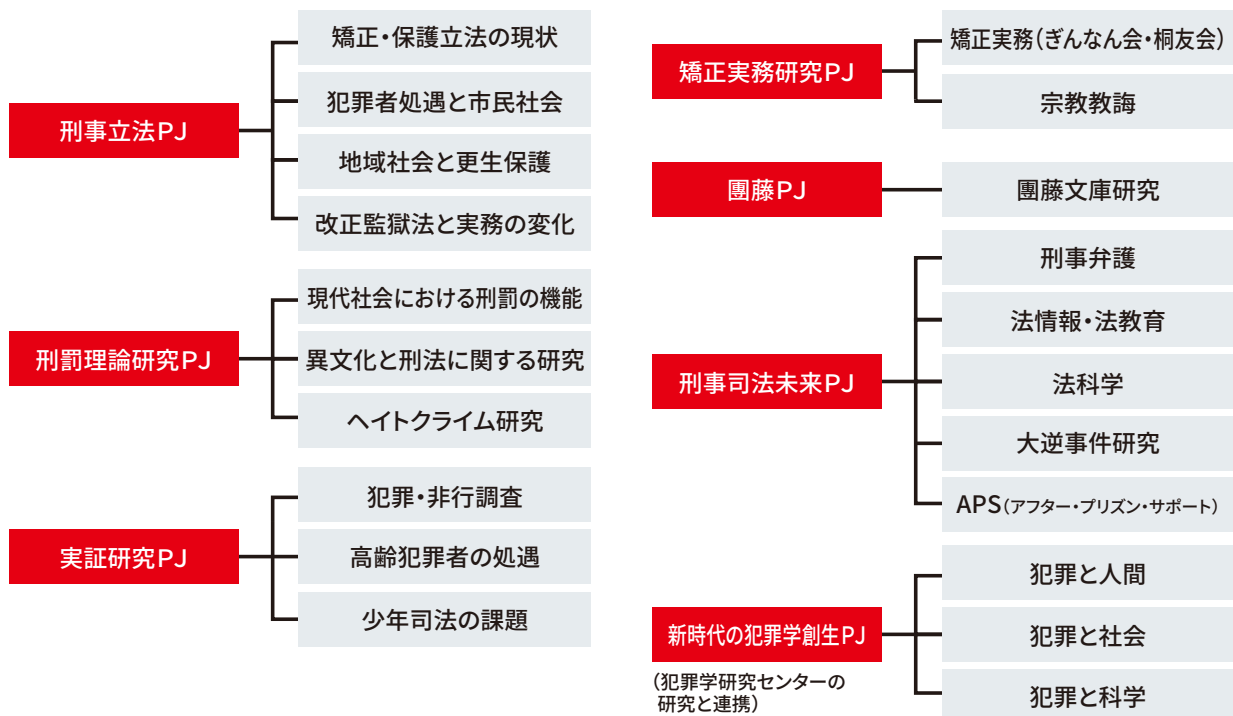 刑事立法PJ
矯正・保護立法の現状
犯罪者処遇と市民社会
地域社会と更生保護
改正監獄法と実務の変化
刑罰理論研究PJ
現代社会における刑罰の機能
異文化と刑法に関する研究
ヘイトクライム研究
実証研究PJ
犯罪・非行調査
高齢犯罪者の処遇
少年司法の課題
矯正実務研究PJ
矯正実務(ぎんなん会・桐友会)
宗教教誨
團藤PJ
團藤文庫研究
刑事司法未来PJ
刑事弁護
法情報・法教育
法科学
大逆事件研究
APS(アフター・プリズン・サポート)
新時代の犯罪学創生PJ
(犯罪学研究センターの
研究と連携)
犯罪と人間
犯罪と社会
犯罪と科学